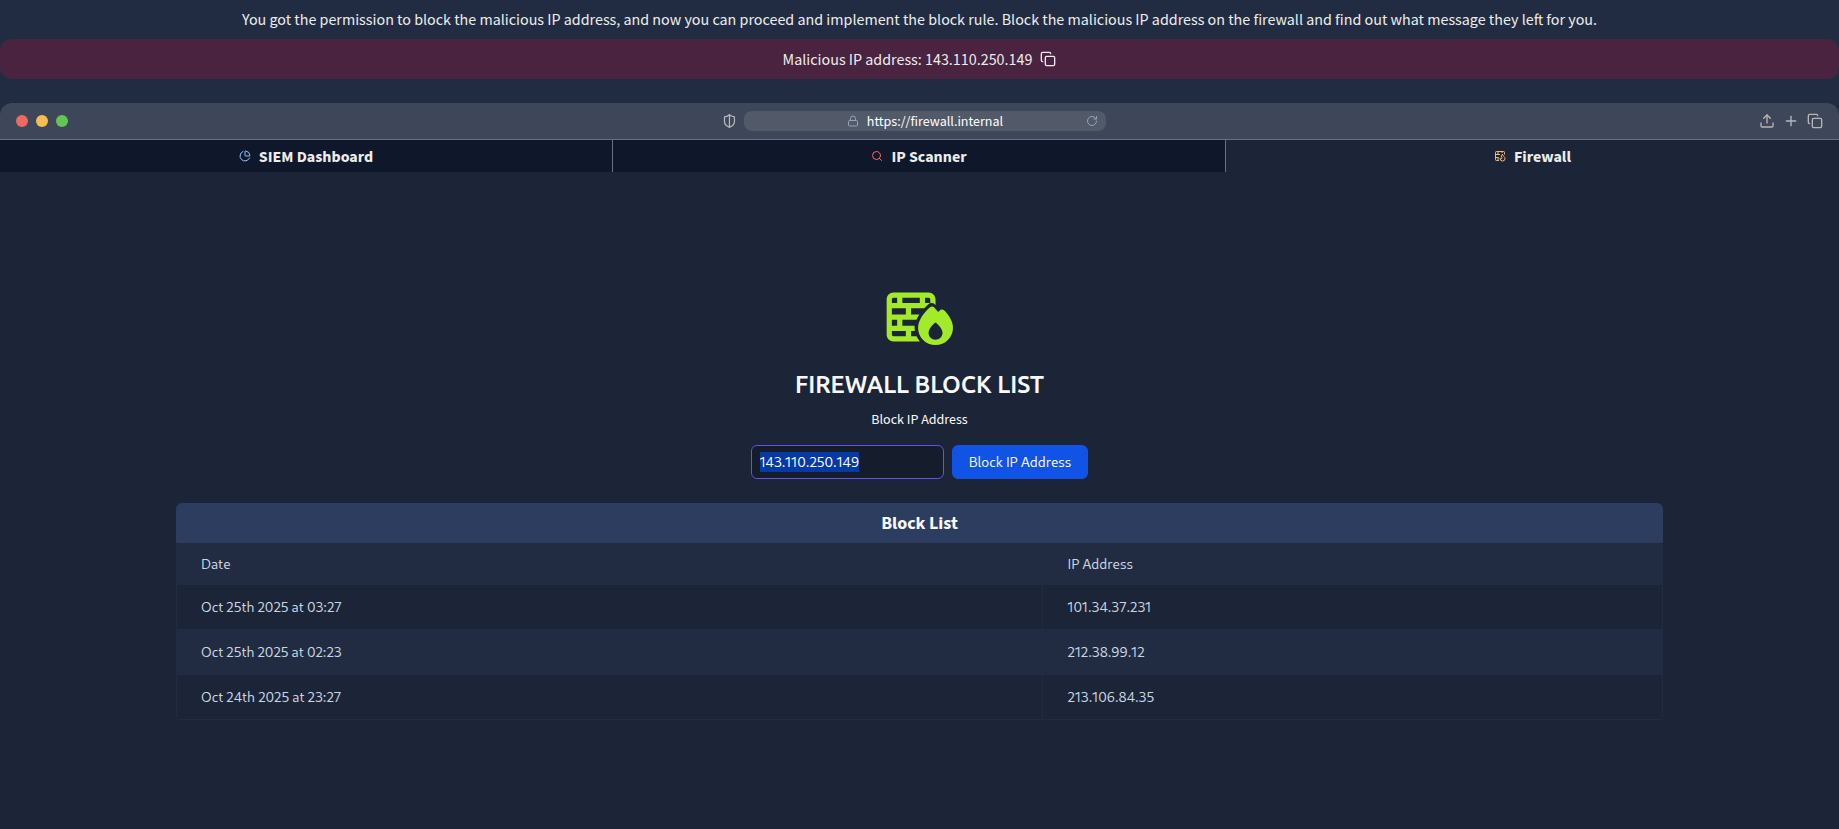 You got the permission to block the malicious IP address, and now you can proceed and implement the block rule. Block the malicious IP address on the firewall and find out what message they left for you.
Malicious IP address: 143.110.250.149
https://firewall.internal
SIEM Dashboard
IP Scanner
Firewall
FIREWALL BLOCK LIST
Block IP Address
143.110.250.149
Block IP Address
Block List
Date IP Address
Oct 25th 2025 at 03:27 101.34.37.231
Oct 25th 2025 at 02:23 212.38.99.12
Oct 24th 2025 at 23:27 213.106.84.35